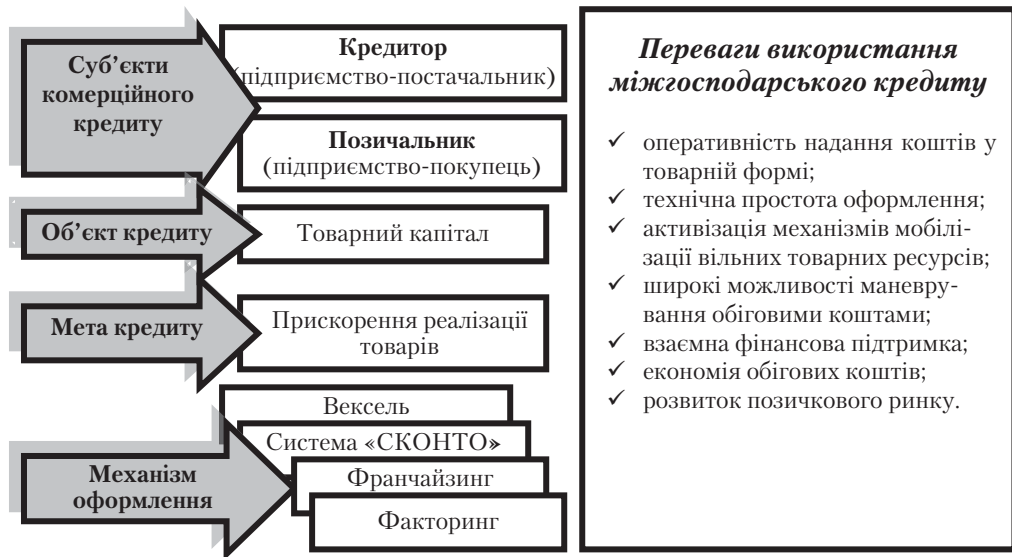 Суб’єкти
комерційного
кредиту
Кредитор
(підприємство-постачальник)
Позичальник
(підприємство-покупець)
Об’єкт кредиту
Товарний капітал
Мета кредиту
Прискорення реалізації
товарів
Механізм
оформлення
Вексель
Система «СКОНТО»
Франчайзинг
Факторинг
Переваги використання
міжгосподарського кредиту
✓ оперативність надання коштів у
товарній формі;
✓ технічна простота оформлення;
✓ активізація механізмів мобілі-
зації вільних товарних ресурсів;
✓ широкі можливості маневру-
вання обіговими коштами;
✓ взаємна фінансова підтримка;
✓ економія обігових коштів;
✓ розвиток позичкового ринку.